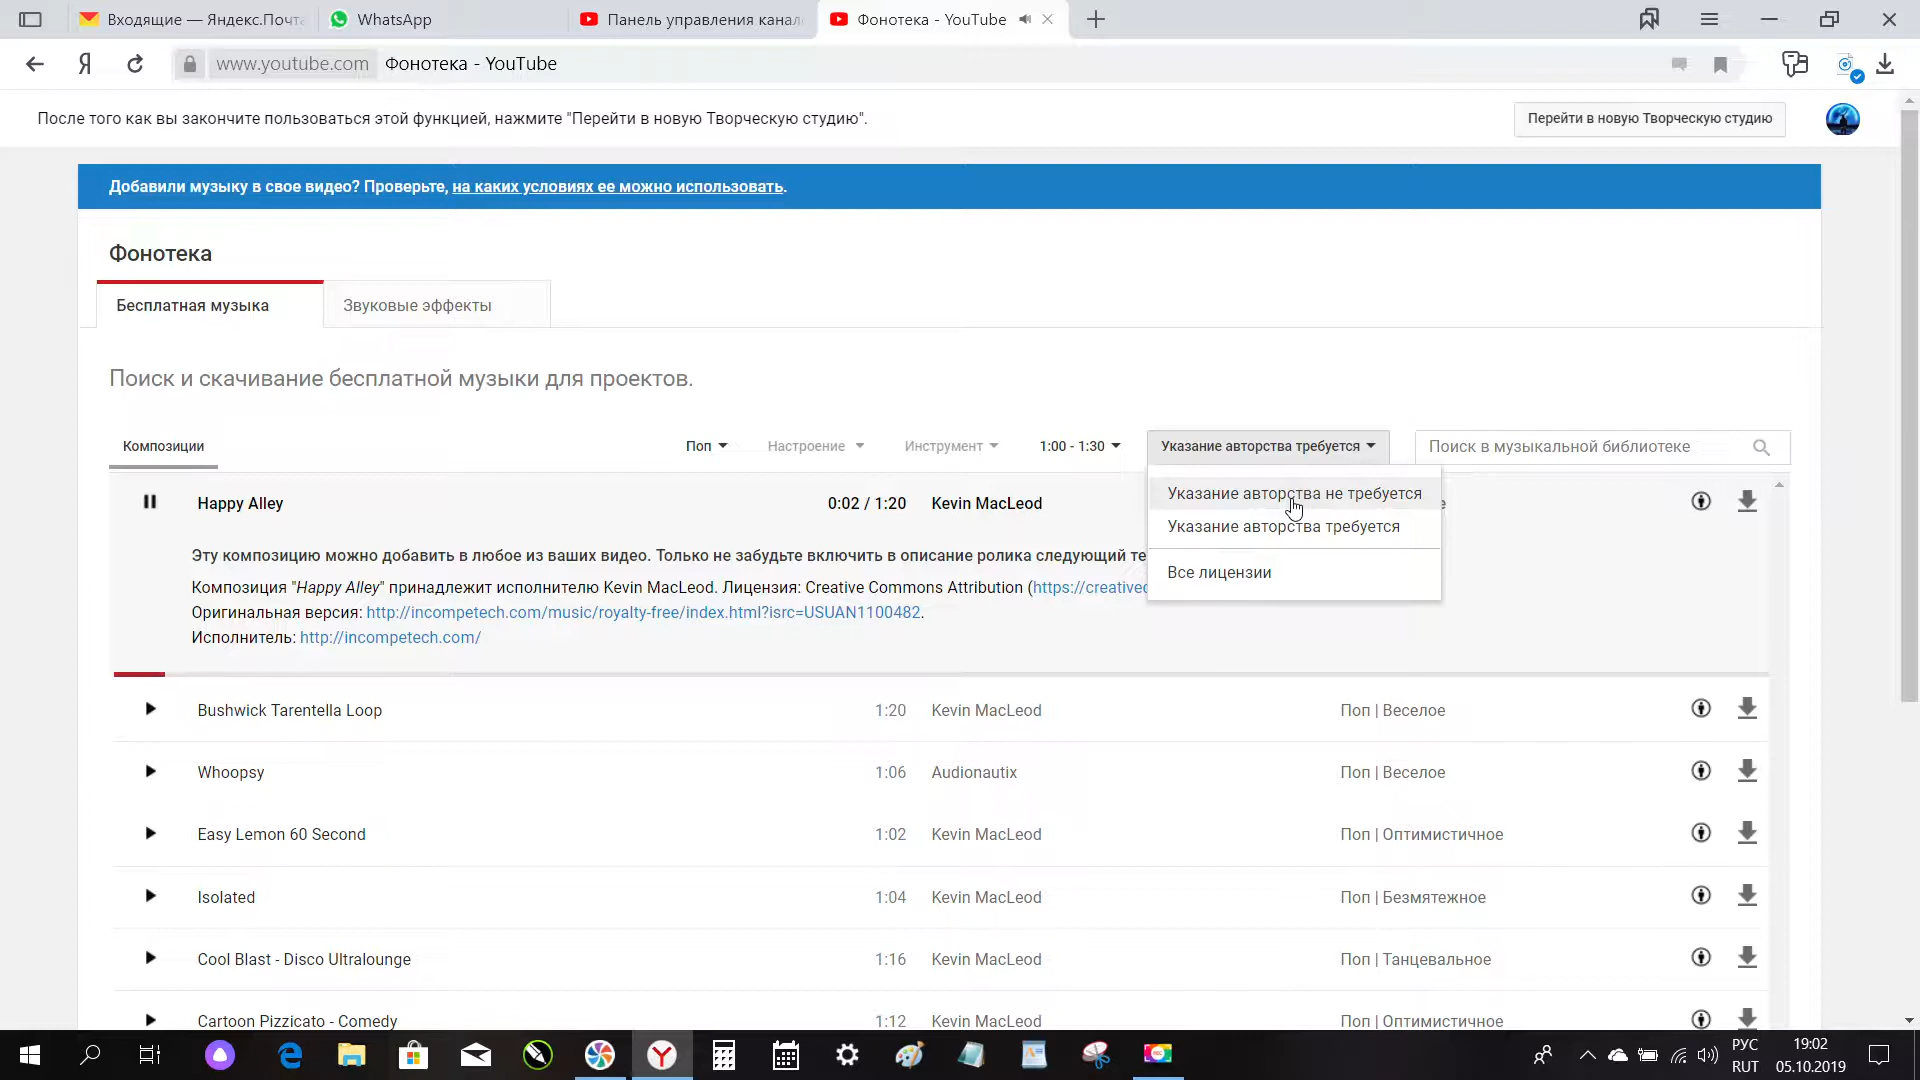 Входящие — Яндекс.Почта
WhatsApp
Панель управления канал
Фонотека - YouTube
Я
www.youtube.com
Фонотека - YouTube
После того как вы закончите пользоваться этой функцией, нажмите "Перейти в новую Творческую студию".
Перейти в новую Творческую студию
Добавили музыку в свое видео? Проверьте, на каких условиях ее можно использовать.
Фонотека
Бесплатная музыка
Звуковые эффекты
Поиск и скачивание бесплатной музыки для проектов.
Композиции
Поп
Настроение
Инструмент
1:00 - 1:30
Указание авторства требуется
Поиск в музыкальной библиотеке
Указание авторства не требуется
Указание авторства требуется
Все лицензии
Happy Alley
0:02 / 1:20
Kevin MacLeod
Эту композицию можно добавить в любое из ваших видео. Только не забудьте включить в описание ролика следующий те
Композиция "Happy Alley" принадлежит исполнителю Kevin MacLeod. Лицензия: Creative Commons Attribution (https://creativec
Оригинальная версия: http://incompetech.com/music/royalty-free/index.html?isrc=USUAN1100482.
Исполнитель: http://incompetech.com/
Bushwick Tarentella Loop
1:20
Kevin MacLeod
Поп | Веселое
Whoopsy
1:06
Audionautix
Поп | Веселое
Easy Lemon 60 Second
1:02
Kevin MacLeod
Поп | Оптимистичное
Isolated
1:04
Kevin MacLeod
Поп | Безмятежное
Cool Blast - Disco Ultralounge
1:16
Kevin MacLeod
Поп | Танцевальное
Cartoon Pizzicato - Comedy
1:12
Kevin MacLeod
Поп | Оптимистичное
РУС
RUT
19:02
05.10.2019